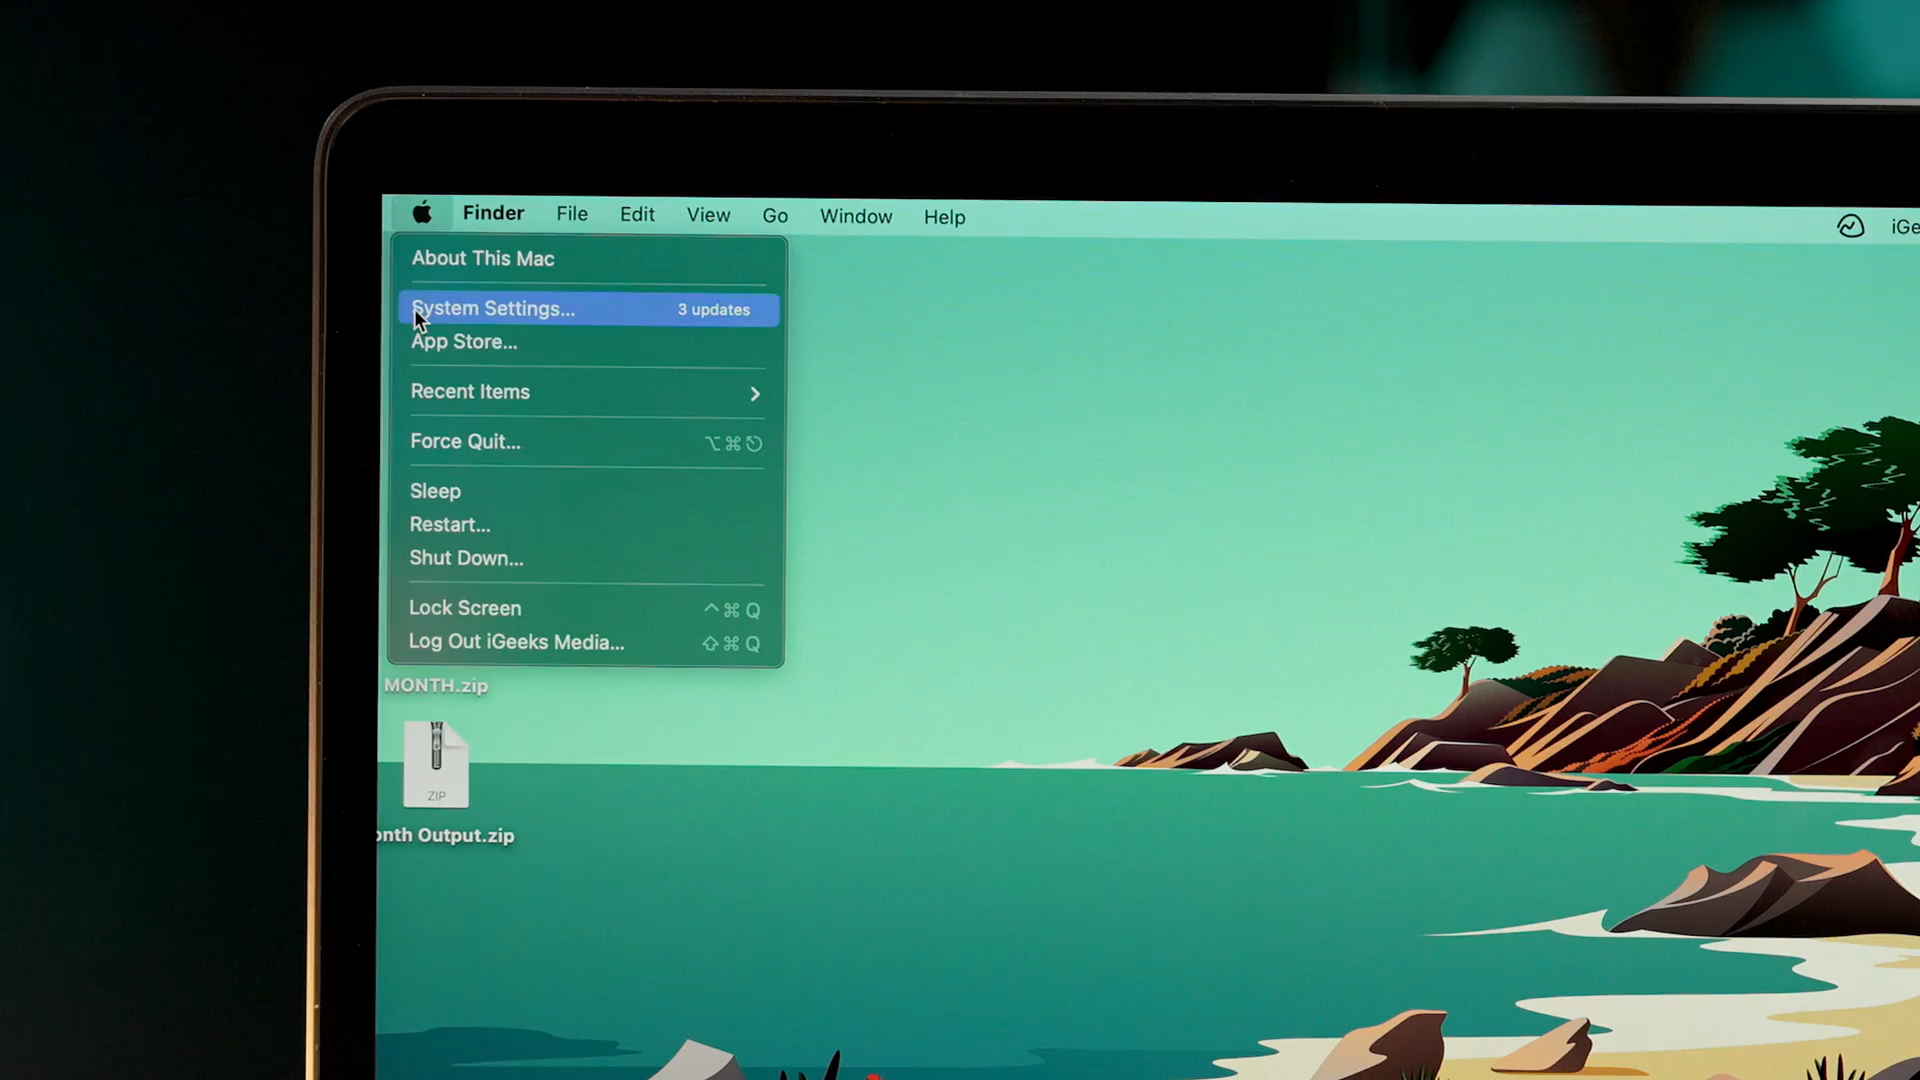 Finder File Edit View Go Window Help iGe
About This Mac
System Settings... 3 updates
App Store...
Recent Items
Force Quit... ⌥⌘⎋
Sleep
Restart...
Shut Down...
Lock Screen ^⌘Q
Log Out iGeeks Media... ⇧⌘Q
MONTH.zip
ZIP
onth Output.zip